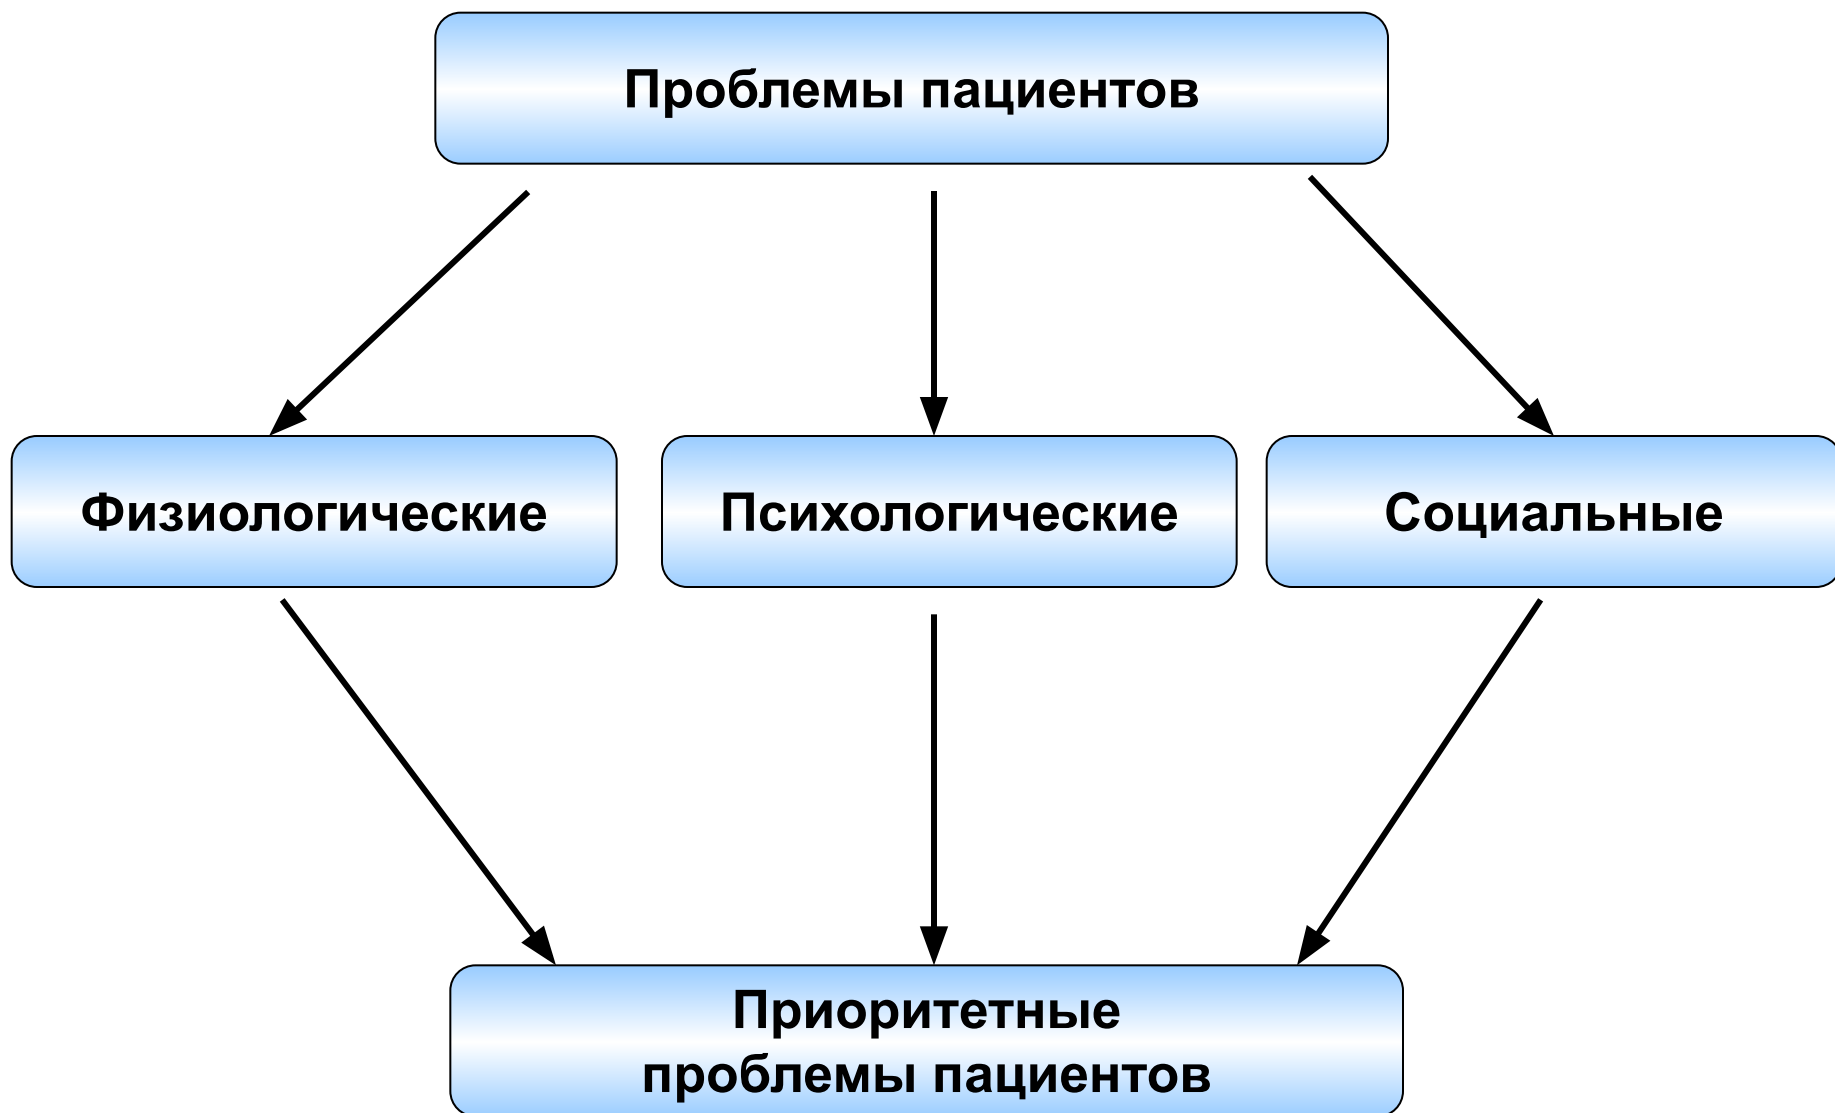 Проблемы пациентов
Физиологические
Психологические
Социальные
Приоритетные
проблемы пациентов